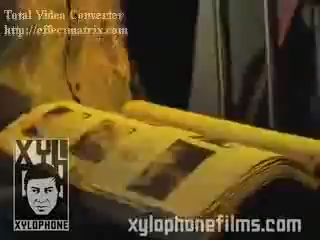 Total Video Converter
http://effectmatrix.com
XYL
XYLOPHONE
xylophonefilms.com